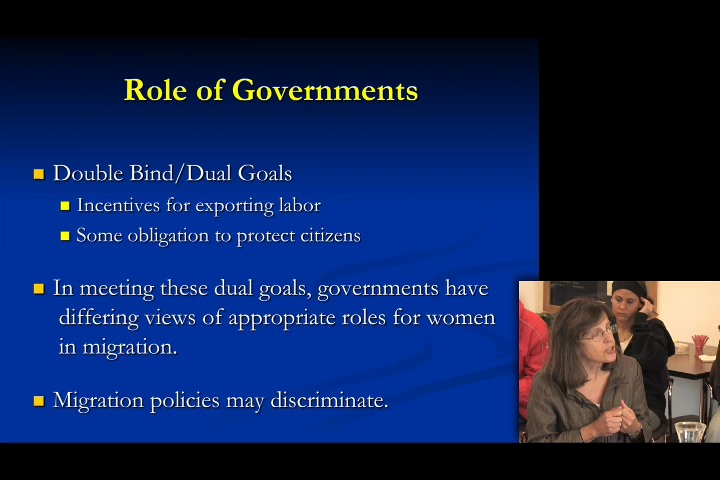 Role of Governments
Double Bind/Dual Goals
Incentives for exporting labor
Some obligation to protect citizens
In meeting these dual goals, governments have
differing views of appropriate roles for women
in migration.
Migration policies may discriminate.